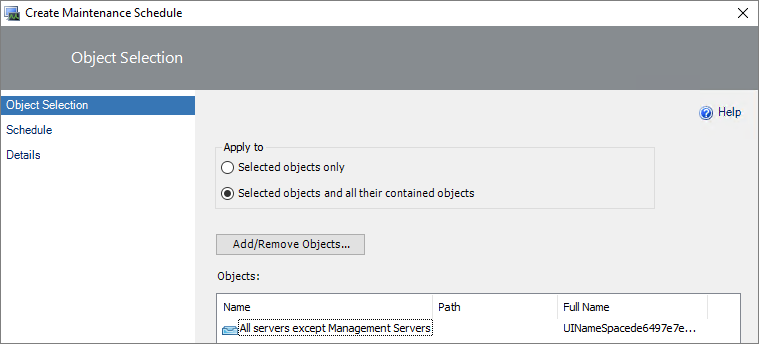 Create Maintenance Schedule
Object Selection
Object Selection
Schedule
Details
Help
Apply to
Selected objects only
Selected objects and all their contained objects
Add/Remove Objects...
Objects:
Name Path Full Name
All servers except Management Servers UINameSpacede6497e7e...